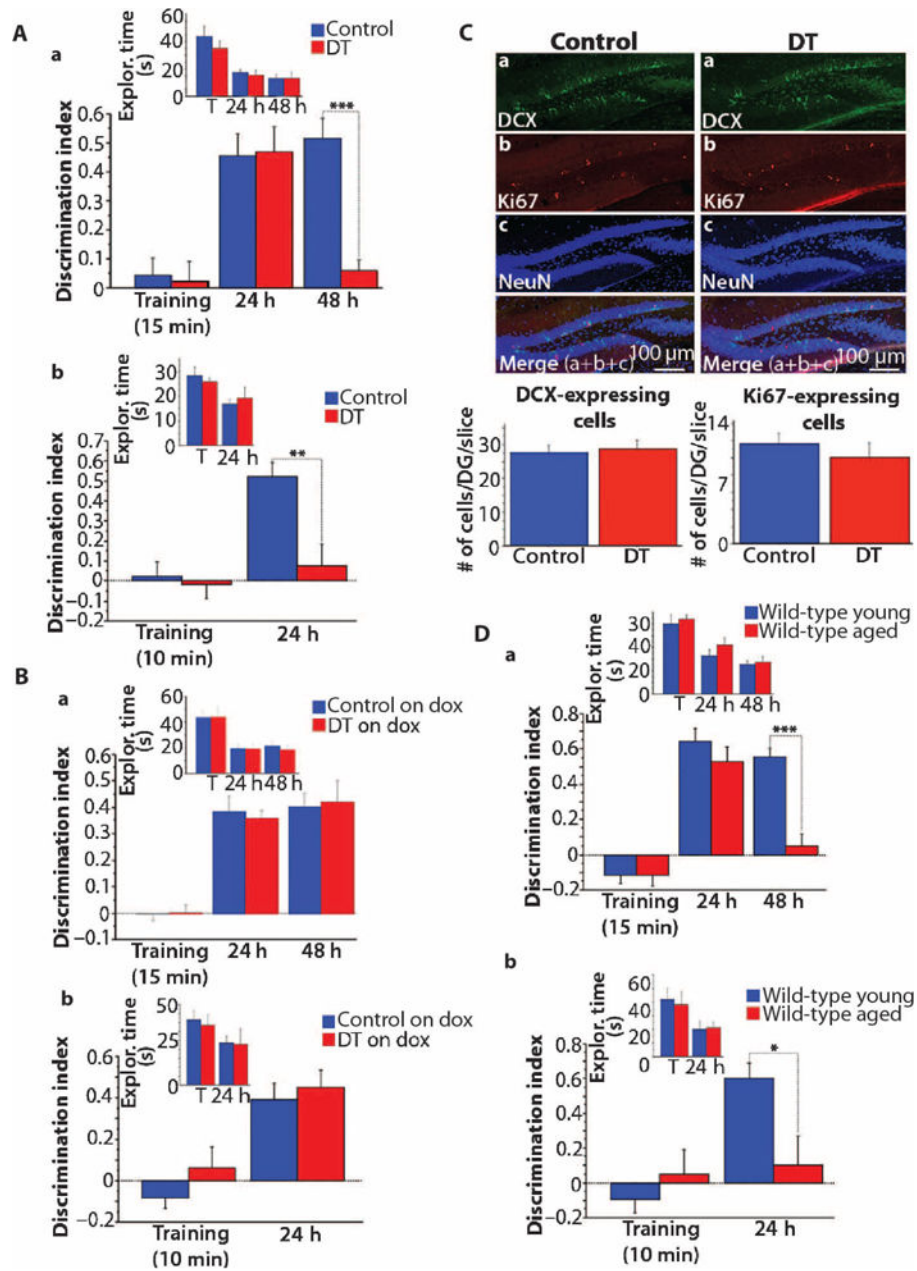 A
a
Explor. time
(s)
60
40
20
0
T 24 h 48 h
Control
DT
Discrimination index
0.6
0.5
0.4
0.3
0.2
0.1
0
***
Training
(15 min)
24 h
48 h
b
Explor. time
(s)
30
20
10
0
T 24 h
Control
DT
Discrimination index
0.6
0.5
0.4
0.3
0.2
0.1
0
−0.1
−0.2
**
Training
(10 min)
24 h
B
a
Explor. time
(s)
60
40
20
0
T 24 h 48 h
Control on dox
DT on dox
Discrimination index
0.6
0.5
0.4
0.3
0.2
0.1
0
−0.1
Training
(15 min)
24 h
48 h
b
Explor. time
(s)
50
25
0
T 24 h
Control on dox
DT on dox
Discrimination index
0.6
0.4
0.2
0
−0.2
Training
(10 min)
24 h
C
Control
DT
a
DCX
a
DCX
b
Ki67
b
Ki67
c
NeuN
c
NeuN
Merge (a+b+c)
100 µm
Merge (a+b+c)
100 µm
DCX-expressing
cells
# of cells/DG/slice
30
20
10
0
Control
DT
Ki67-expressing
cells
# of cells/DG/slice
14
7
0
Control
DT
D
a
Explor. time
(s)
30
40
20
0
T 24 h 48 h
Wild-type young
Wild-type aged
Discrimination index
0.8
0.6
0.4
0.2
0
−0.2
***
Training
(15 min)
24 h
48 h
b
Explor. time
(s)
60
40
20
0
T 24 h
Wild-type young
Wild-type aged
Discrimination index
0.8
0.6
0.4
0.2
0
−0.2
*
Training
(10 min)
24 h